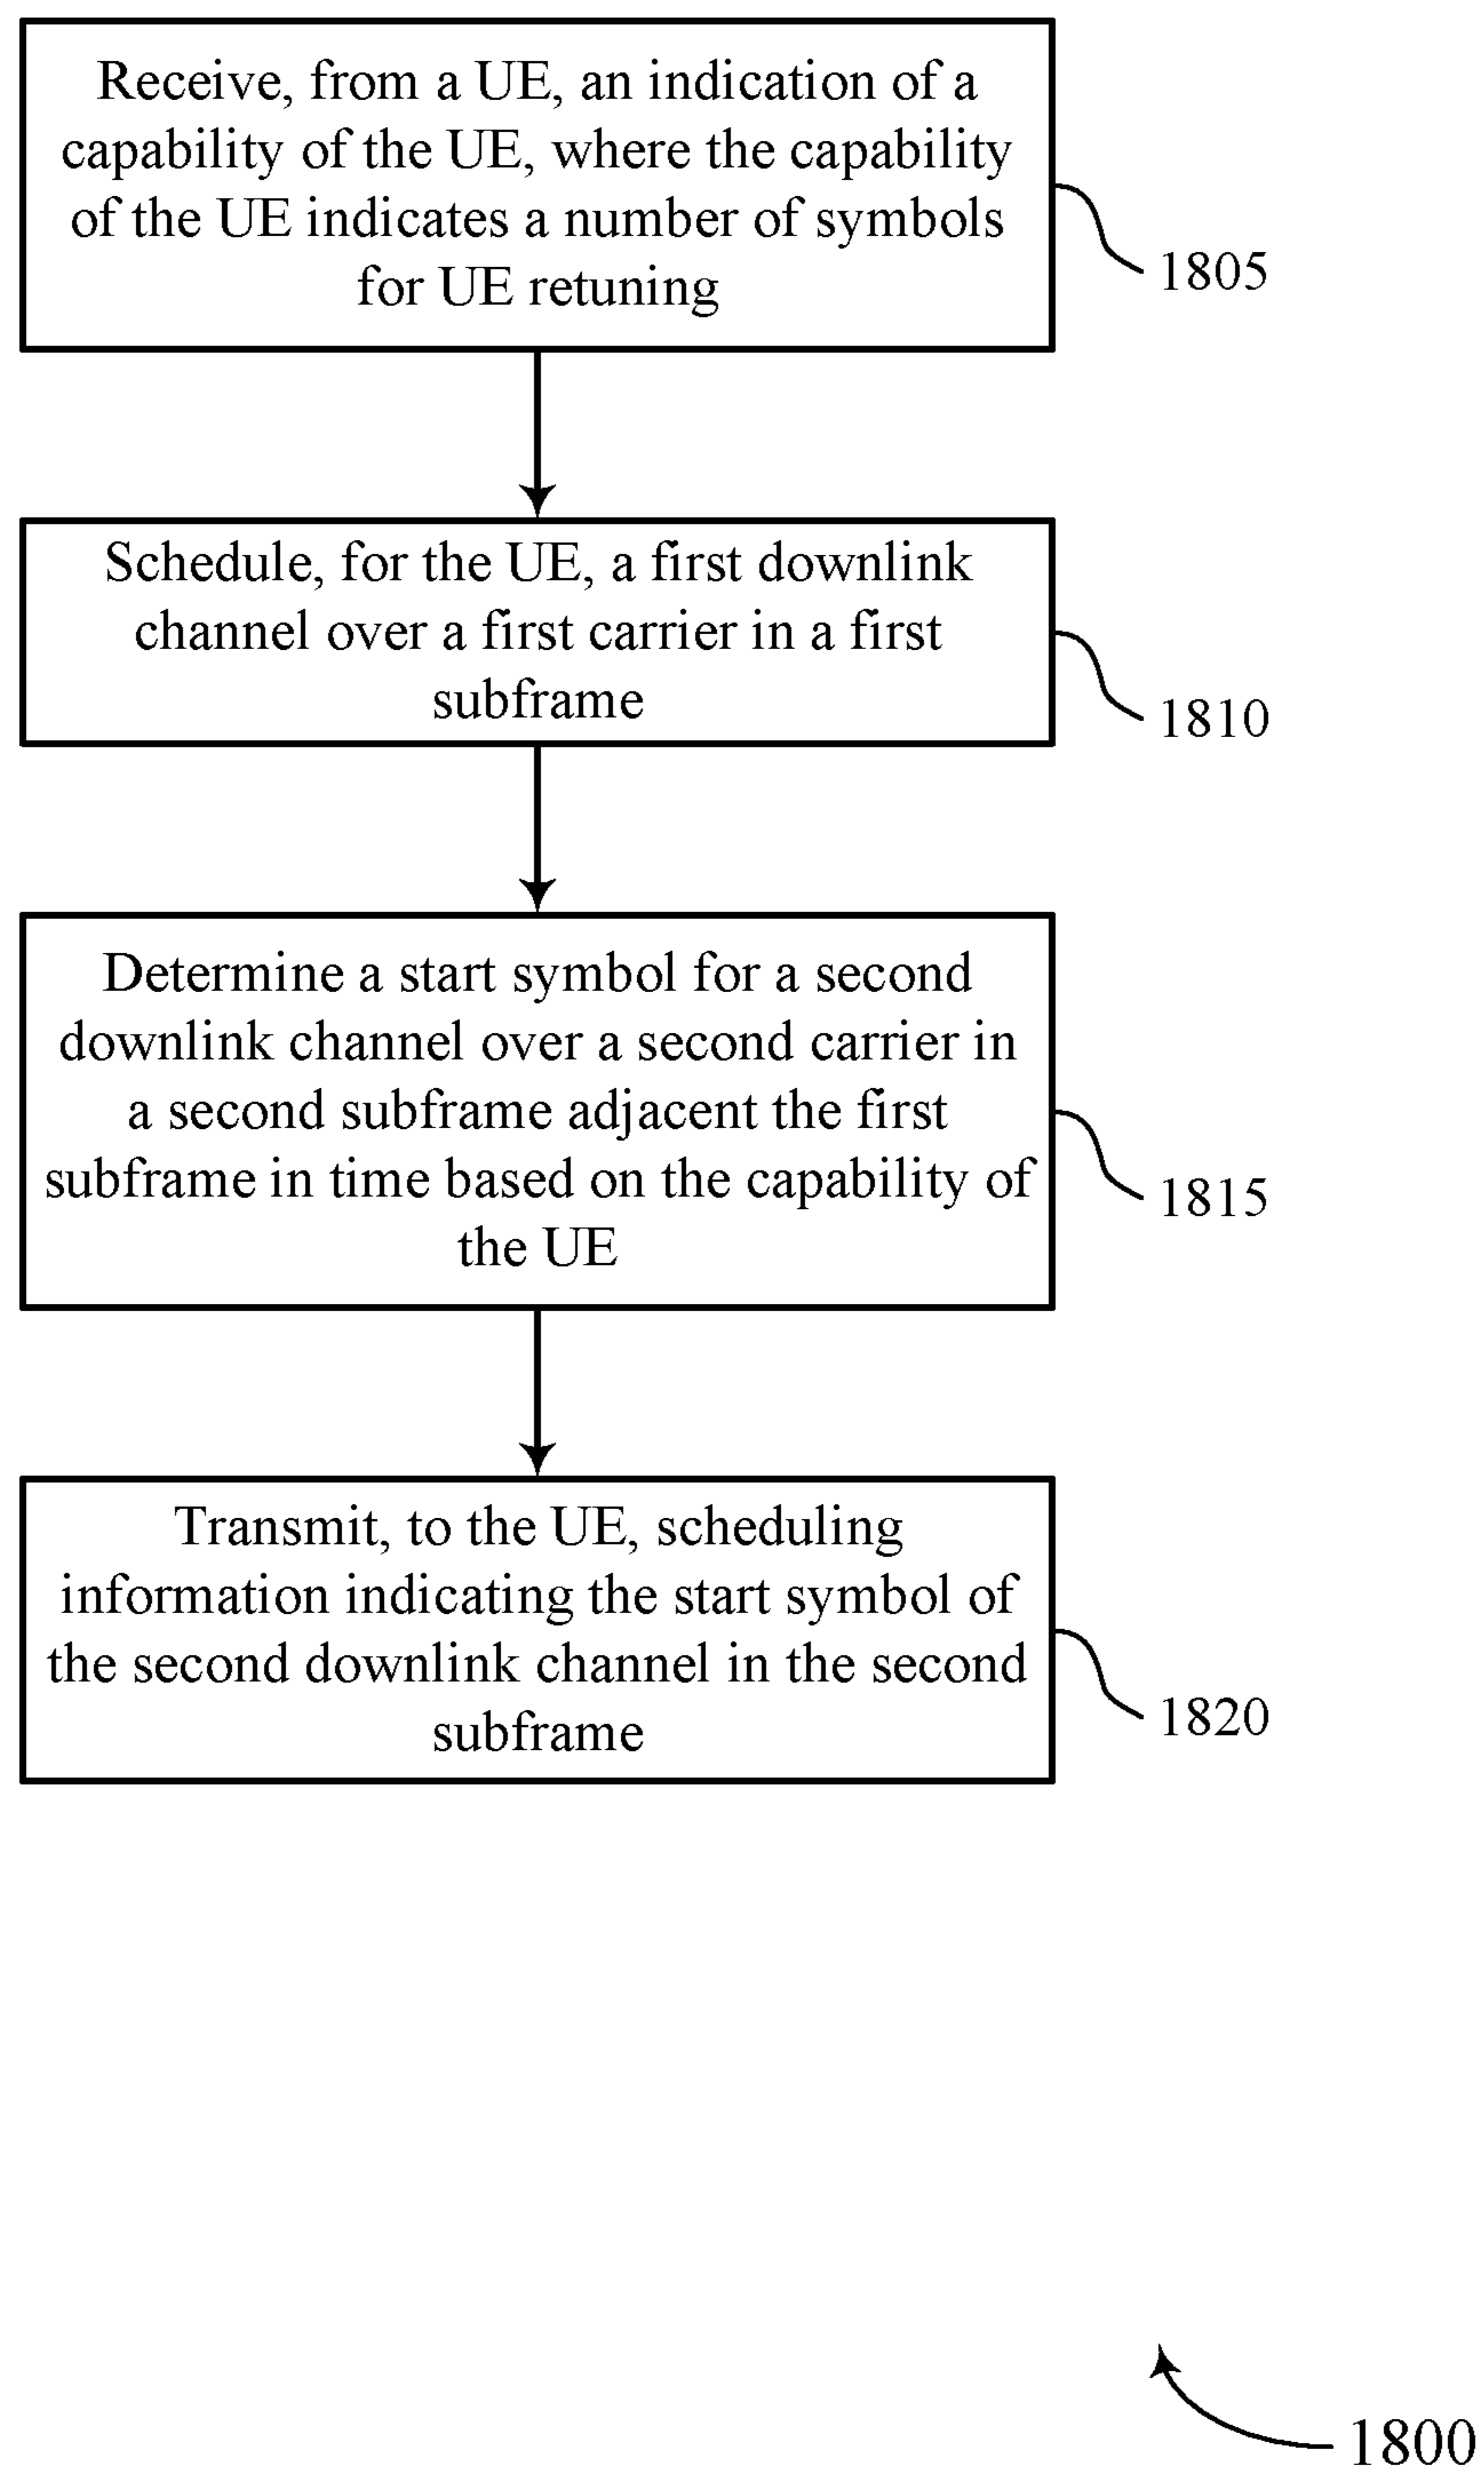 Receive, from a UE, an indication of a
capability of the UE, where the capability
of the UE indicates a number of symbols
for UE retuning
1805
Schedule, for the UE, a first downlink
channel over a first carrier in a first
subframe
1810
Determine a start symbol for a second
downlink channel over a second carrier in
a second subframe adjacent the first
subframe in time based on the capability of
the UE
1815
Transmit, to the UE, scheduling
information indicating the start symbol of
the second downlink channel in the second
subframe
1820
1800